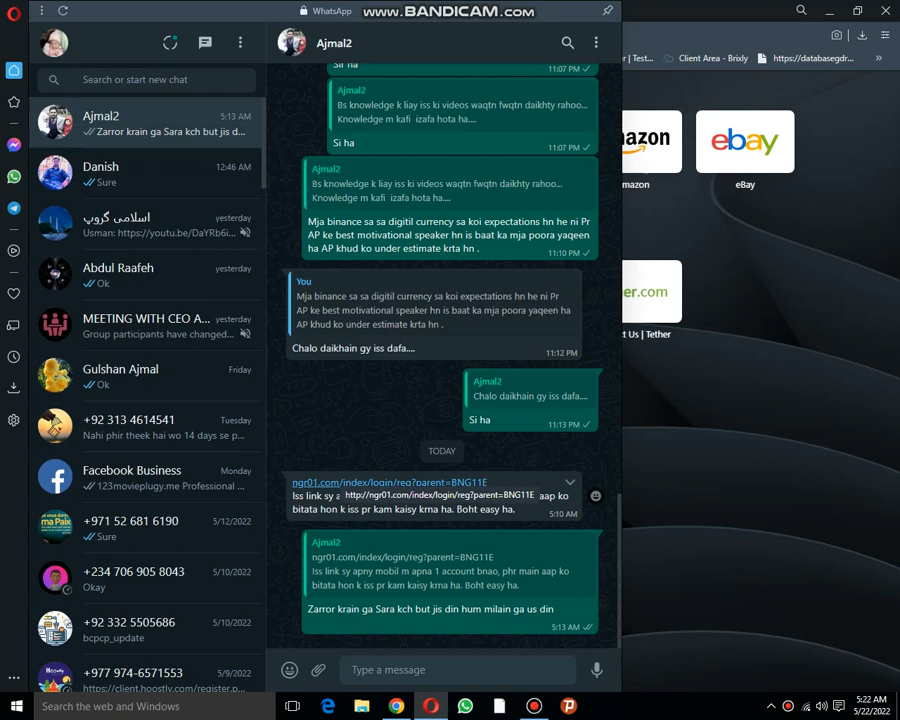 WhatsApp
www.BANDICAM.com
Ajmal2
Search or start new chat
Ajmal2
5:13 AM
Zarror krain ga Sara kch but jis d...
Danish
12:46 AM
Sure
اسلامی گروپ
yesterday
Usman: https://youtu.be/DaYRb6i...
Abdul Raafeh
yesterday
Ok
MEETING WITH CEO A...
yesterday
Group participants have changed...
Gulshan Ajmal
Friday
Ok
+92 313 4614541
Tuesday
Nahi phir theek hai wo 14 days se p...
Facebook Business
Monday
123movieplugy.me Professional ...
+971 52 681 6190
5/12/2022
Sure
+234 706 905 8043
5/10/2022
Okay
+92 332 5505686
5/10/2022
bcpcp_update
+977 974-6571553
5/9/2022
https://client.hoostly.com/register.p...
Si ha
11:07 PM
Ajmal2
Bs knowledge k liay iss ki videos waqtn fwqtn daikhty rahoo...
Knowledge m kafi izafa hota ha....
Si ha
11:07 PM
Ajmal2
Bs knowledge k liay iss ki videos waqtn fwqtn daikhty rahoo...
Knowledge m kafi izafa hota ha....
Mja binance sa sa digitil currency sa koi expectations hn he ni Pr
AP ke best motivational speaker hn is baat ka mja poora yaqeen
ha AP khud ko under estimate krta hn .
11:10 PM
You
Mja binance sa sa digitil currency sa koi expectations hn he ni Pr
AP ke best motivational speaker hn is baat ka mja poora yaqeen
ha AP khud ko under estimate krta hn .
Chalo daikhain gy iss dafa....
11:12 PM
Ajmal2
Chalo daikhain gy iss dafa....
Si ha
11:13 PM
TODAY
ngr01.com/index/login/reg?parent=BNG11E
Iss link sy a
http://ngr01.com/index/login/reg?parent=BNG11E
aap ko
bitata hon k iss pr kam kaisy krna ha. Boht easy ha.
5:10 AM
Ajmal2
ngr01.com/index/login/reg?parent=BNG11E
Iss link sy apny mobil m apna 1 account bnao, phr main aap ko
bitata hon k iss pr kam kaisy krna ha. Boht easy ha.
Zarror krain ga Sara kch but jis din hum milain ga us din
5:13 AM
Type a message
| Test...
Client Area - Brixly
https://databasegdr...
»
amazon
mazon
ebay
eBay
er.com
ct Us | Tether
Search the web and Windows
5:22 AM
5/22/2022